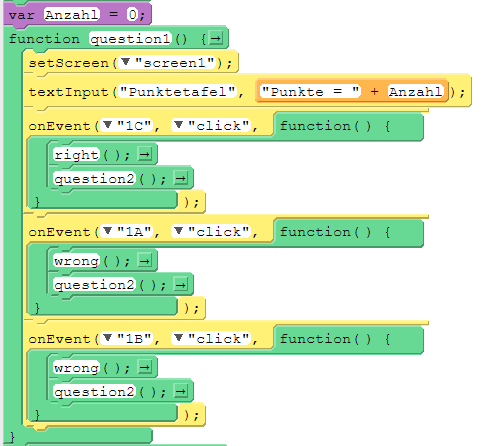 var Anzahl = 0;
function question1() {→
setScreen(▼"screen1");
textInput("Punktetafel", "Punkte = " + Anzahl);
onEvent(▼"1C", ▼"click", function() {
right();→
question2();→
} );
onEvent(▼"1A", ▼"click", function() {
wrong();→
question2();→
} );
onEvent(▼"1B", ▼"click", function() {
wrong();→
question2();→
} );
}